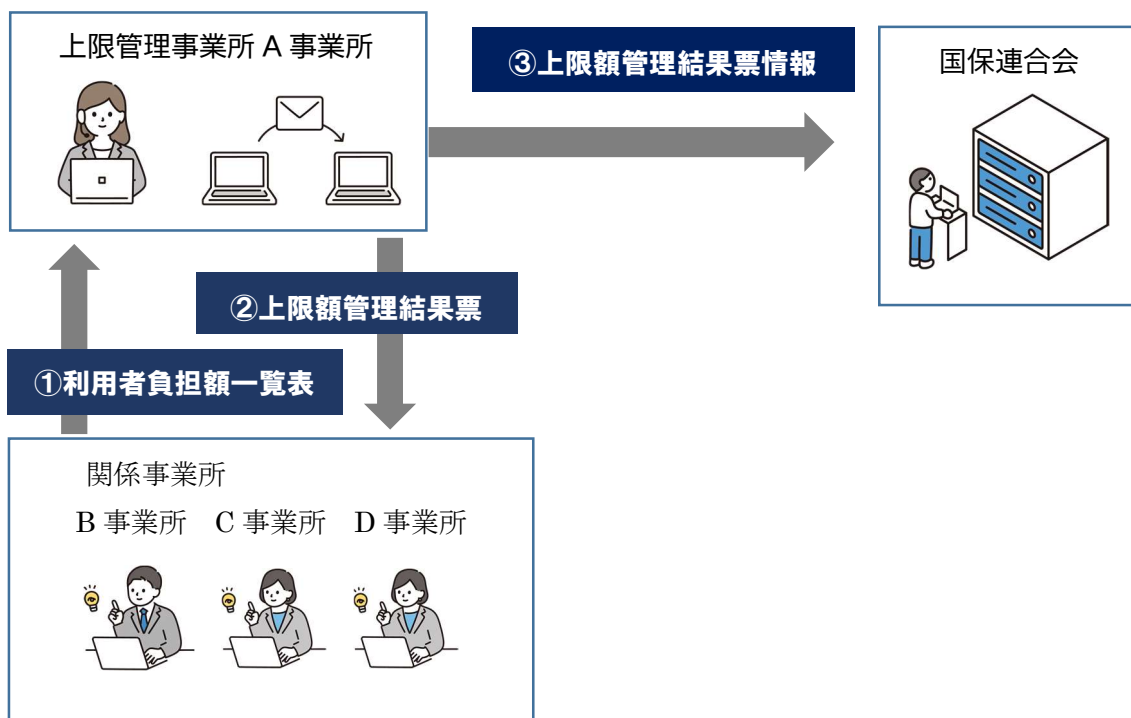 上限管理事業所 A 事業所
③上限額管理結果票情報
国保連合会
②上限額管理結果票
①利用者負担額一覧表
関係事業所
B 事業所 C 事業所 D 事業所